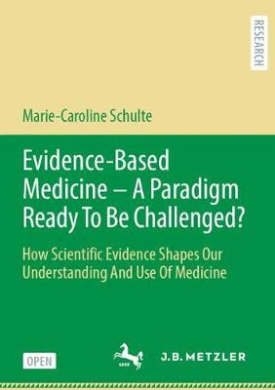 RESEARCH
Marie-Caroline Schulte
Evidence-Based
Medicine – A Paradigm
Ready To Be Challenged?
How Scientific Evidence Shapes Our
Understanding And Use Of Medicine
OPEN
J.B. METZLER